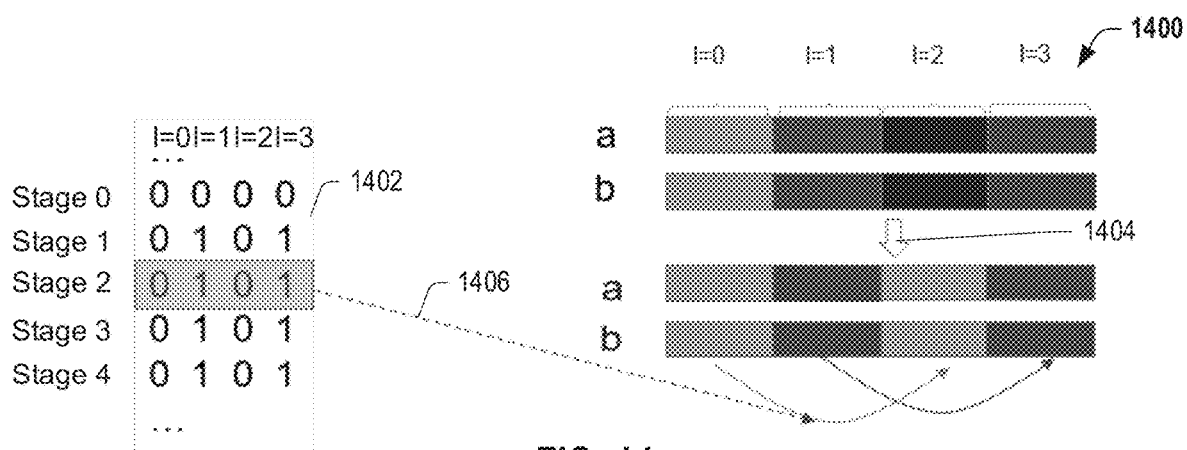 1400
l=0 l=1 l=2 l=3
a
b
1404
a
b
l=0 l=1 l=2 l=3
...
Stage 0 0 0 0 0
1402
Stage 1 0 1 0 1
Stage 2 0 1 0 1
1406
Stage 3 0 1 0 1
Stage 4 0 1 0 1
...